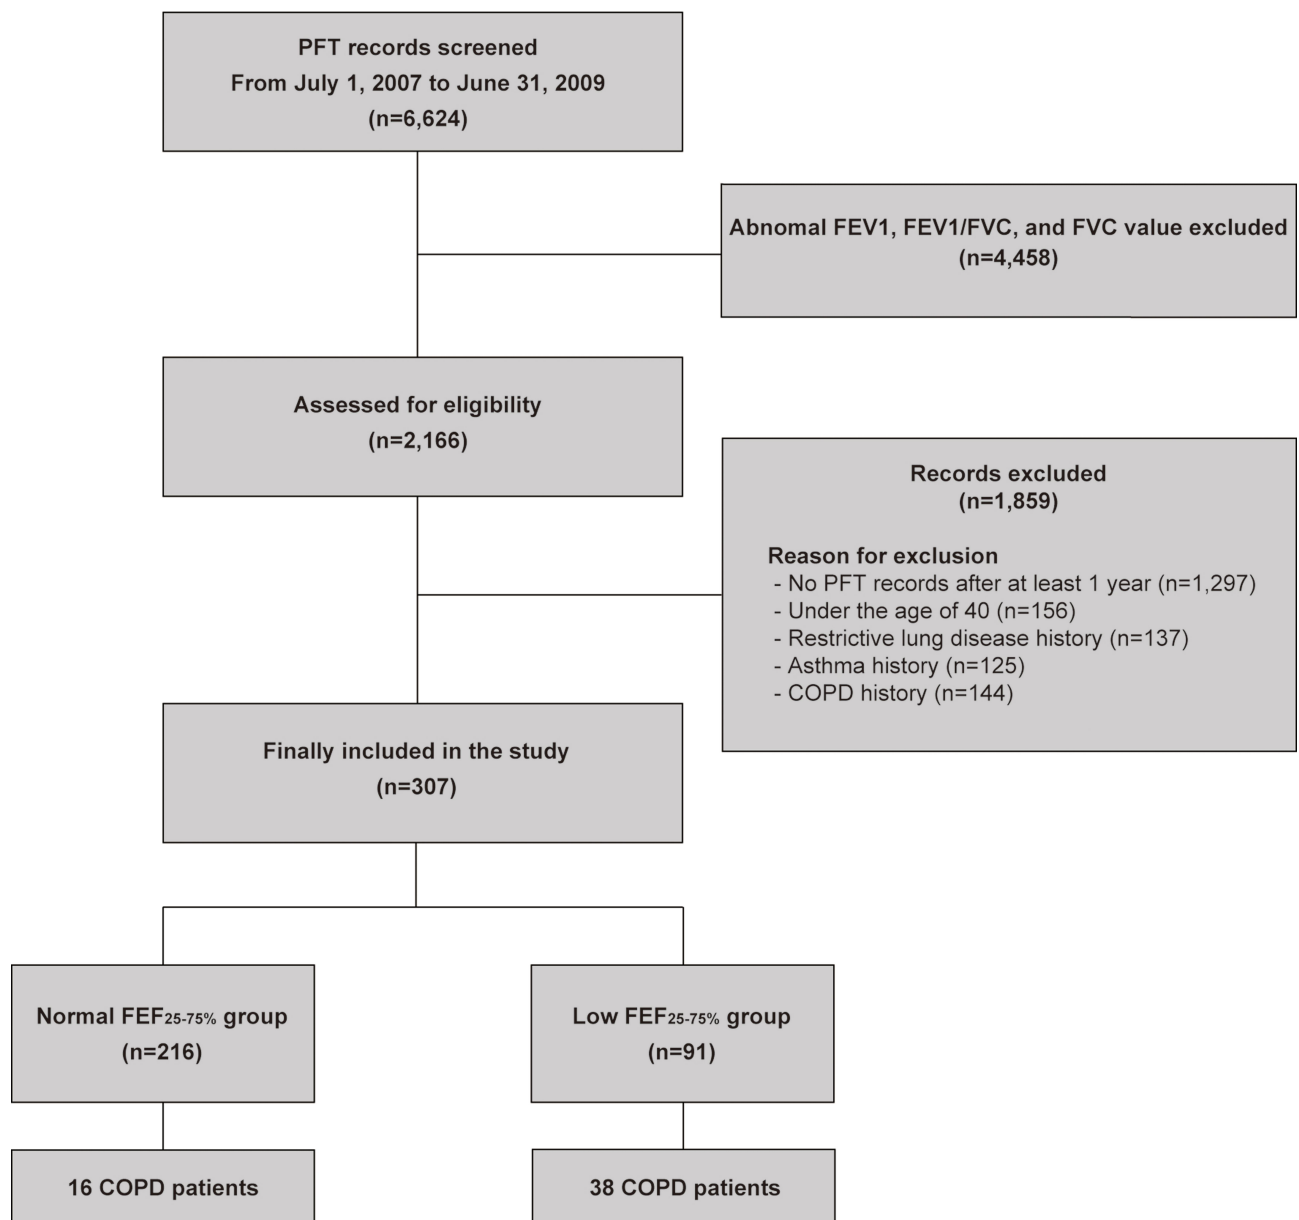 PFT records screened
From July 1, 2007 to June 31, 2009
(n=6,624)
Abnomal FEV1, FEV1/FVC, and FVC value excluded
(n=4,458)
Assessed for eligibility
(n=2,166)
Records excluded
(n=1,859)
Reason for exclusion
- No PFT records after at least 1 year (n=1,297)
- Under the age of 40 (n=156)
- Restrictive lung disease history (n=137)
- Asthma history (n=125)
- COPD history (n=144)
Finally included in the study
(n=307)
Normal FEF25-75% group
(n=216)
Low FEF25-75% group
(n=91)
16 COPD patients
38 COPD patients